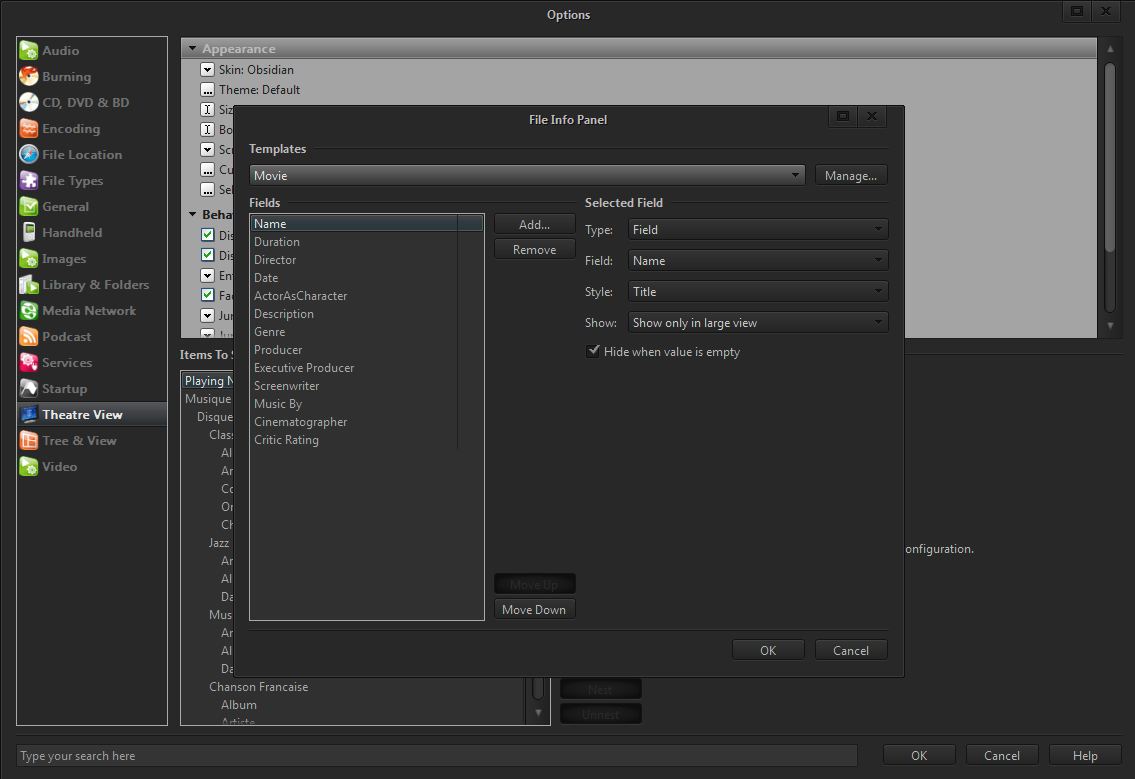 Options
Audio
Burning
CD, DVD & BD
Encoding
File Location
File Types
General
Handheld
Images
Library & Folders
Media Network
Podcast
Services
Startup
Theatre View
Tree & View
Video
Appearance
Skin: Obsidian
Theme: Default
Siz
Bo
Scr
Cu
Sel
Behav
Dis
Dis
Ent
Fac
Jun
Items To S
Playing N
Musique
Disque
Class
Al
Ar
Co
Or
Ch
Jazz
Ar
Al
Da
Mus
Ar
Al
Da
Chanson Francaise
Album
Artiste
File Info Panel
Templates
Movie
Manage...
Fields
Name
Duration
Director
Date
ActorAsCharacter
Description
Genre
Producer
Executive Producer
Screenwriter
Music By
Cinematographer
Critic Rating
Add...
Remove
Move Up
Move Down
Selected Field
Type: Field
Field: Name
Style: Title
Show: Show only in large view
Hide when value is empty
OK Cancel
onfiguration.
Nest
Unnest
Type your search here
OK Cancel Help